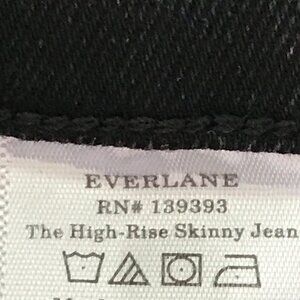 EVERLANE
RN# 139393
The High-Rise Skinny Jean